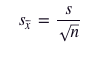 s_x̄ = s/√n